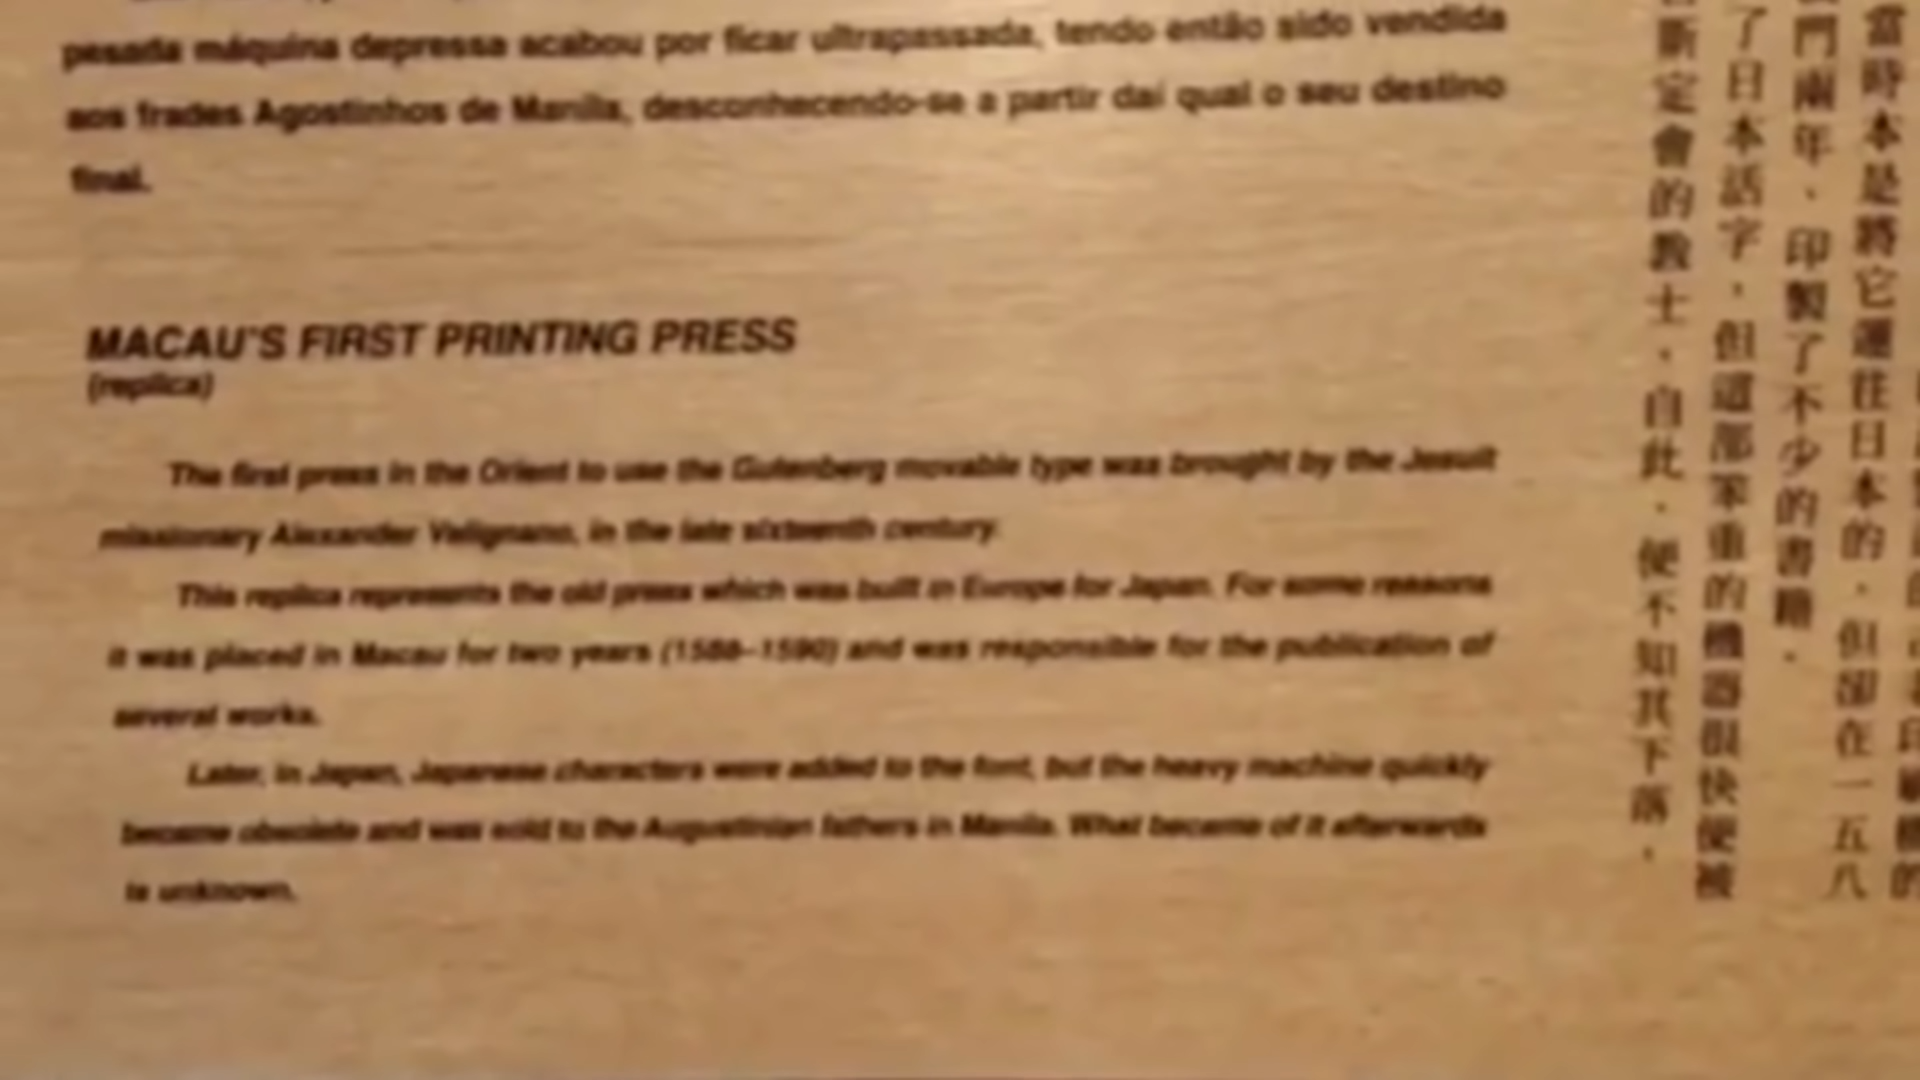 pesada máquina depressa acabou por ficar ultrapassada, tendo então sido vendida
aos frades Agostinhos de Manila, desconhecendo-se a partir daí qual o seu destino
final.
MACAU'S FIRST PRINTING PRESS
(replica)
The first press in the Orient to use the Gutenberg movable type was brought by the Jesuit
missionary Alexander Valignano, in the late sixteenth century.
This replica represents the old press which was built in Europe for Japan. For some reasons
it was placed in Macau for two years (1588–1590) and was responsible for the publication of
several works.
Later, in Japan, Japanese characters were added to the font, but the heavy machine quickly
became obsolete and was sold to the Augustinian fathers in Manila. What became of it afterwards
is unknown.
當時本是將它運往日本的，但卻在一五八
門兩年，印製了不少的書籍。
了日本活字，但這部笨重的機器很快便被
斯定會的教士，自此，便不知其下落。